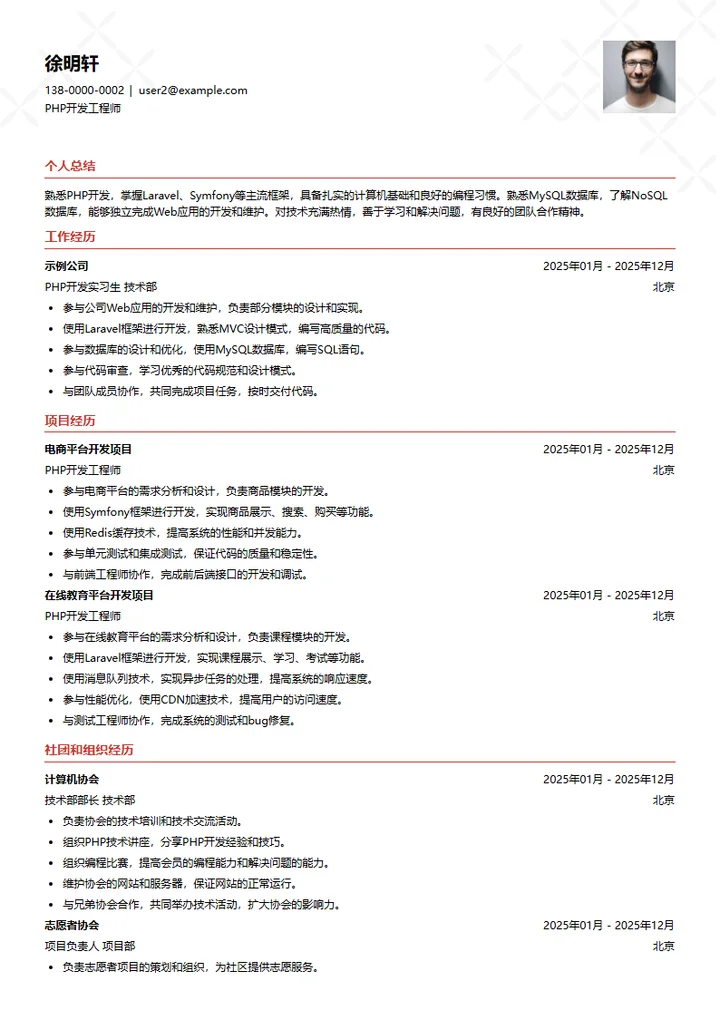 徐明轩
138-0000-0002 | user2@example.com
PHP开发工程师
个人总结
熟悉PHP开发，掌握Laravel、Symfony等主流框架，具备扎实的计算机基础和良好的编程习惯。熟悉MySQL数据库，了解NoSQL
数据库，能够独立完成Web应用的开发和维护。对技术充满热情，善于学习和解决问题，有良好的团队合作精神。
工作经历
示例公司 2025年01月 - 2025年12月
PHP开发实习生 技术部 北京
• 参与公司Web应用的开发和维护，负责部分模块的设计和实现。
• 使用Laravel框架进行开发，熟悉MVC设计模式，编写高质量的代码。
• 参与数据库的设计和优化，使用MySQL数据库，编写SQL语句。
• 参与代码审查，学习优秀的代码规范和设计模式。
• 与团队成员协作，共同完成项目任务，按时交付代码。
项目经历
电商平台开发项目 2025年01月 - 2025年12月
PHP开发工程师 北京
• 参与电商平台的需求分析和设计，负责商品模块的开发。
• 使用Symfony框架进行开发，实现商品展示、搜索、购买等功能。
• 使用Redis缓存技术，提高系统的性能和并发能力。
• 参与单元测试和集成测试，保证代码的质量和稳定性。
• 与前端工程师协作，完成前后端接口的开发和调试。
在线教育平台开发项目 2025年01月 - 2025年12月
PHP开发工程师 北京
• 参与在线教育平台的需求分析和设计，负责课程模块的开发。
• 使用Laravel框架进行开发，实现课程展示、学习、考试等功能。
• 使用消息队列技术，实现异步任务的处理，提高系统的响应速度。
• 参与性能优化，使用CDN加速技术，提高用户的访问速度。
• 与测试工程师协作，完成系统的测试和bug修复。
社团和组织经历
计算机协会 2025年01月 - 2025年12月
技术部部长 技术部 北京
• 负责协会的技术培训和技术交流活动。
• 组织PHP技术讲座，分享PHP开发经验和技巧。
• 组织编程比赛，提高会员的编程能力和解决问题的能力。
• 维护协会的网站和服务器，保证网站的正常运行。
• 与兄弟协会合作，共同举办技术活动，扩大协会的影响力。
志愿者协会 2025年01月 - 2025年12月
项目负责人 项目部 北京
• 负责志愿者项目的策划和组织，为社区提供志愿服务。